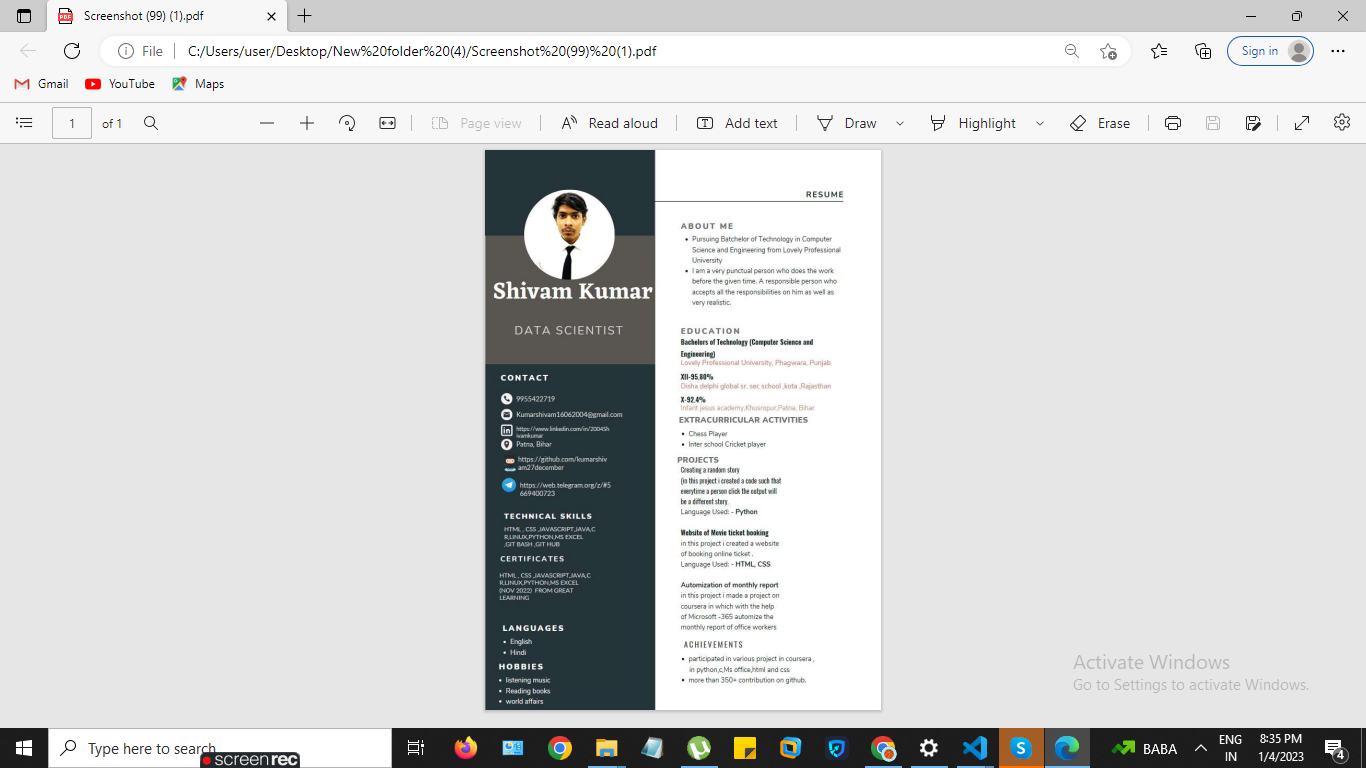 Screenshot (99) (1).pdf
File
C:/Users/user/Desktop/New%20folder%20(4)/Screenshot%20(99)%20(1).pdf
Sign in
Gmail
YouTube
Maps
1 of 1
Page view
Read aloud
Add text
Draw
Highlight
Erase
Shivam Kumar
DATA SCIENTIST
CONTACT
9955422719
Kumarshivam16062004@gmail.com
https://www.linkedin.com/in/2004Sh
ivamkumar
Patna, Bihar
https://github.com/kumarshiv
am27december
https://web.telegram.org/z/#5
669400723
TECHNICAL SKILLS
HTML , CSS ,JAVASCRIPT,JAVA,C
R,LINUX,PYTHON,MS EXCEL
,GIT BASH ,GIT HUB
CERTIFICATES
HTML , CSS ,JAVASCRIPT,JAVA,C
R,LINUX,PYTHON,MS EXCEL
(NOV 2022) FROM GREAT
LEARNING
LANGUAGES
• English
• Hindi
HOBBIES
• listening music
• Reading books
• world affairs
RESUME
ABOUT ME
• Pursuing Batchelor of Technology in Computer
Science and Engineering from Lovely Professional
University
• I am a very punctual person who does the work
before the given time. A responsible person who
accepts all the responsibilities on him as well as
very realistic.
EDUCATION
Bachelors of Technology (Computer Science and
Engineering)
Lovely Professional University, Phagwara, Punjab
XII-95.80%
Disha delphi global sr. sec school ,kota ,Rajasthan
X-92.4%
Infant jesus academy,Khusropur,Patna, Bihar
EXTRACURRICULAR ACTIVITIES
• Chess Player
• Inter school Cricket player
PROJECTS
Creating a random story
(in this project i created a code such that
everytime a person click the output will
be a different story.
Language Used: - Python
Website of Movie ticket booking
in this project i created a website
of booking online ticket .
Language Used: - HTML, CSS
Automization of monthly report
in this project i made a project on
coursera in which with the help
of Microsoft -365 automize the
monthly report of office workers
ACHIEVEMENTS
• participated in various project in coursera ,
in python,c,Ms office,html and css
• more than 350+ contribution on github.
Activate Windows
Go to Settings to activate Windows.
Type here to search
screenrec
BABA
ENG
IN
8:35 PM
1/4/2023
4